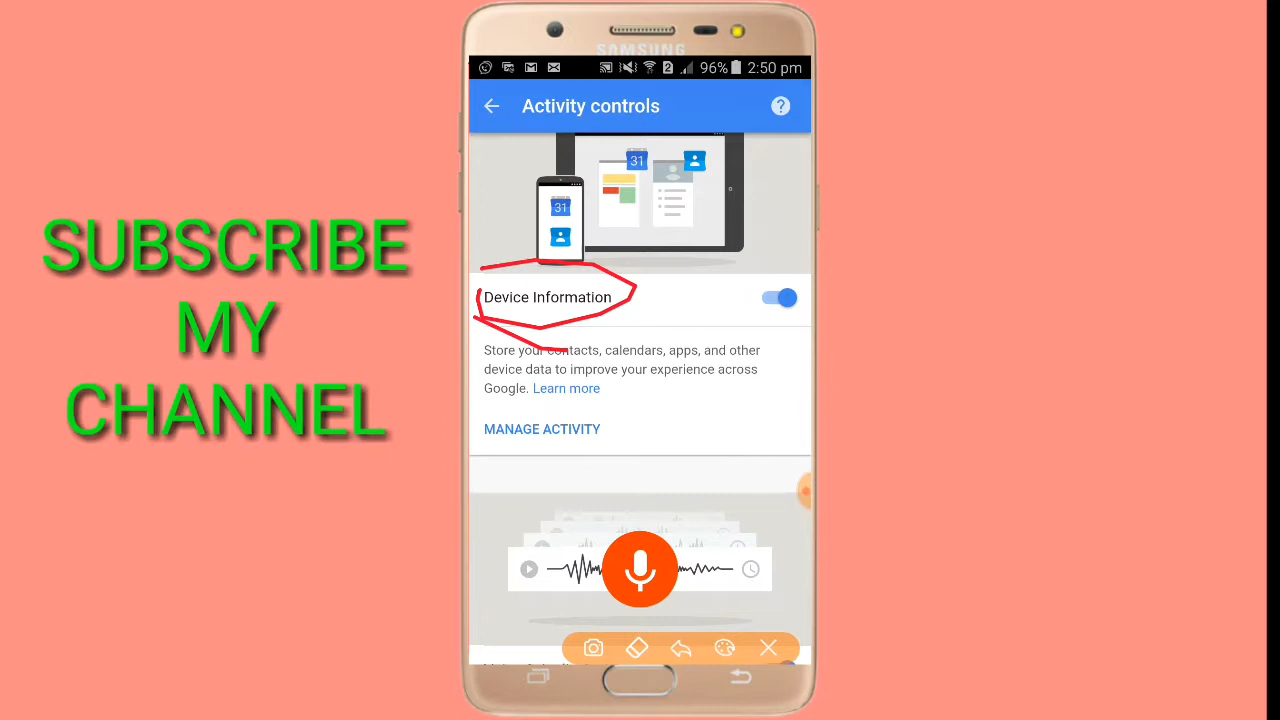 SUBSCRIBE
MY
CHANNEL
SAMSUNG
2 96% 2:50 pm
Activity controls
31
31
Device Information
Store your contacts, calendars, apps, and other
device data to improve your experience across
Google. Learn more
MANAGE ACTIVITY